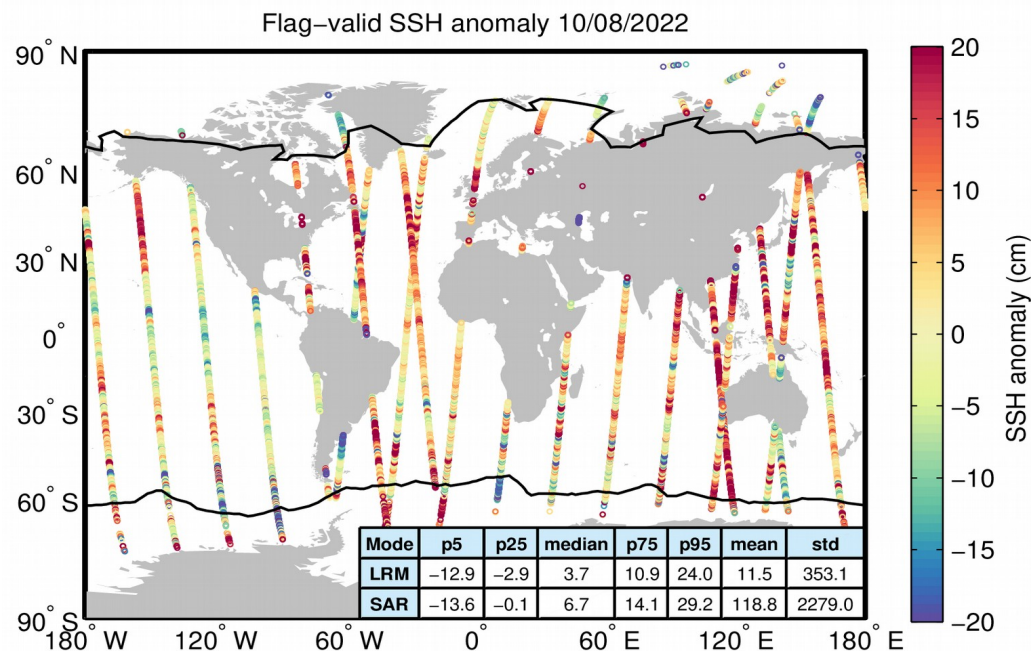 Flag−valid SSH anomaly 10/08/2022
90° N
60° N
30° N
0°
30° S
60° S
90° S
180° W
120° W
60° W
0°
60° E
120° E
180° E
Mode p5 p25 median p75 p95 mean std
LRM −12.9 −2.9 3.7 10.9 24.0 11.5 353.1
SAR −13.6 −0.1 6.7 14.1 29.2 118.8 2279.0
20
15
10
5
0
−5
−10
−15
−20
SSH anomaly (cm)